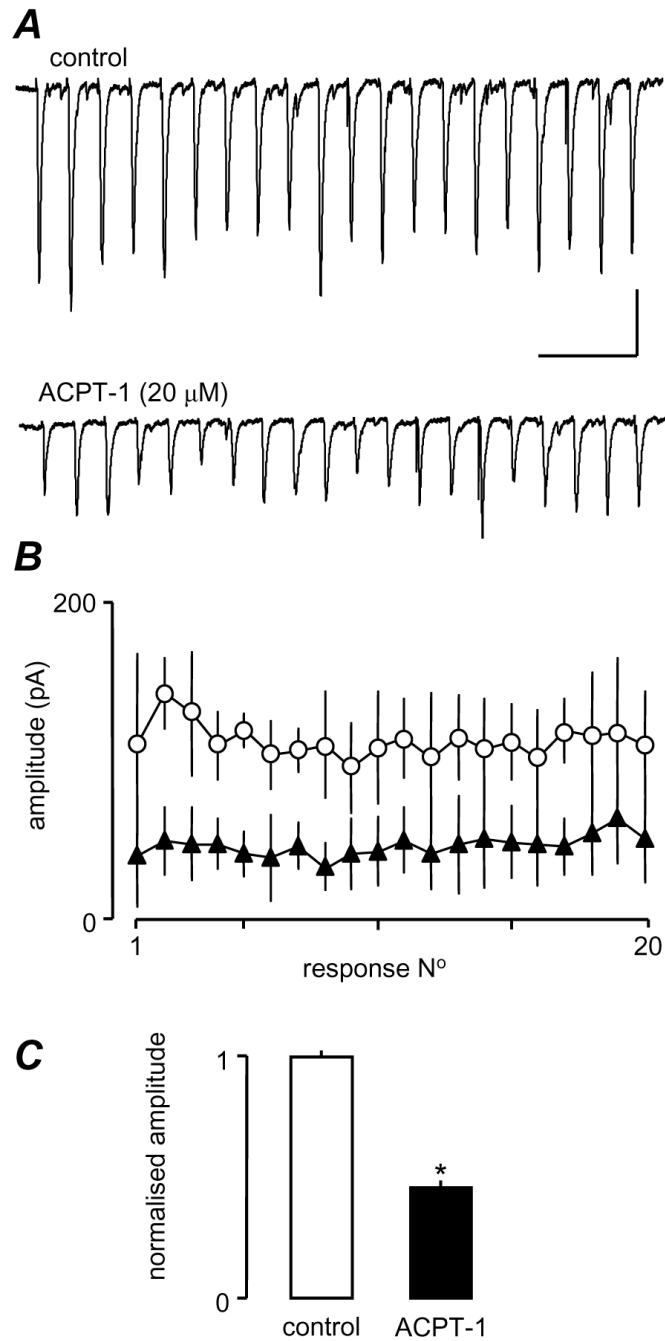 A
control
ACPT-1 (20 μM)
B
200
amplitude (pA)
0
1
20
response Nº
C
1
normalised amplitude
*
0
control ACPT-1